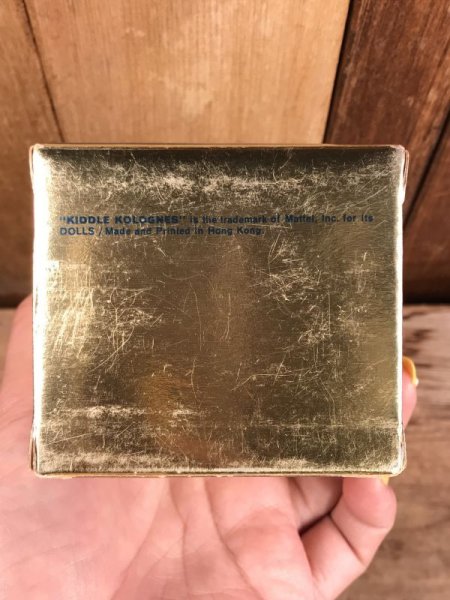 "KIDDLE KOLOGNES" is the trademark of Mattel, Inc. for its
DOLLS / Made and Printed in Hong Kong.